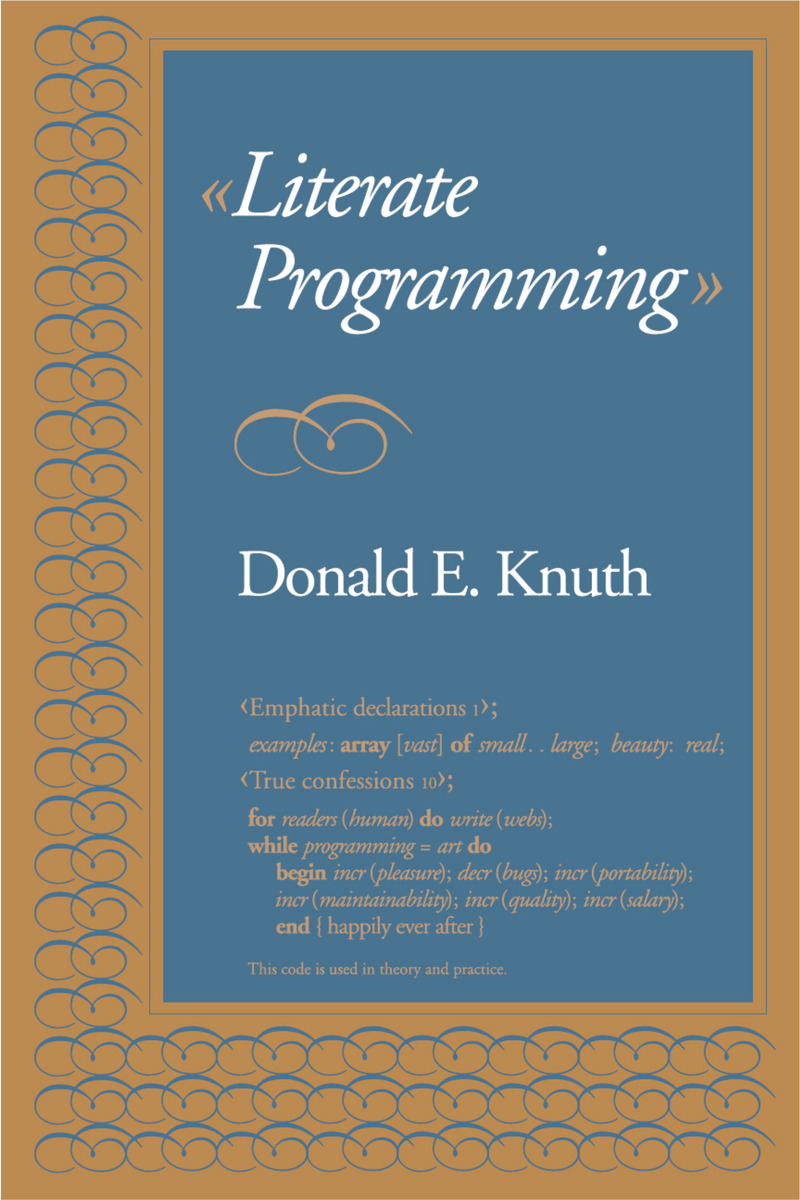 «Literate
Programming»
Donald E. Knuth
‹Emphatic declarations 1›;
examples: array [vast] of small . . large; beauty: real;
‹True confessions 10›;
for readers (human) do write (webs);
while programming = art do
begin incr (pleasure); decr (bugs); incr (portability);
incr (maintainability); incr (quality); incr (salary);
end { happily ever after }
This code is used in theory and practice.